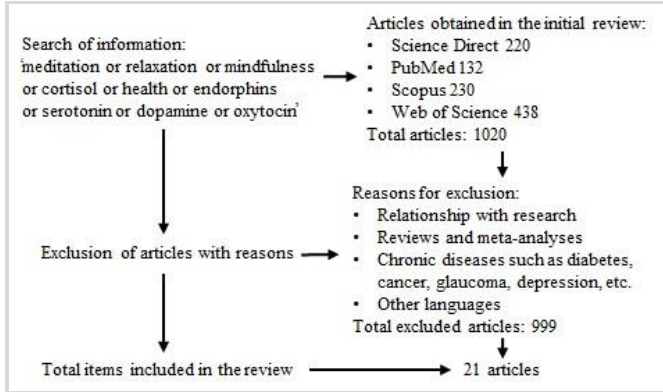 Search of information:
'meditation or relaxation or mindfulness
or cortisol or health or endorphins
or serotonin or dopamine or oxytocin'
Articles obtained in the initial review:
• Science Direct 220
• PubMed 132
• Scopus 230
• Web of Science 438
Total articles: 1020
Exclusion of articles with reasons
Reasons for exclusion:
• Relationship with research
• Reviews and meta-analyses
• Chronic diseases such as diabetes,
cancer, glaucoma, depression, etc.
• Other languages
Total excluded articles: 999
Total items included in the review
21 articles